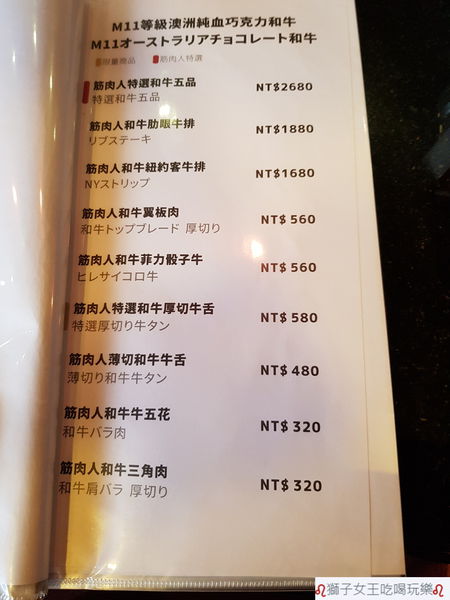 M11等級澳洲純血巧克力和牛
M11オーストラリアチョコレート和牛
限量商品 筋肉人特選
筋肉人特選和牛五品 NT$2680
特選和牛五品
筋肉人和牛肋眼牛排 NT$1880
リブステーキ
筋肉人和牛紐約客牛排 NT$1680
NYストリップ
筋肉人和牛翼板肉 NT$ 560
和牛トップブレード 厚切り
筋肉人和牛菲力骰子牛 NT$ 560
ヒレサイコロ牛
筋肉人特選和牛厚切牛舌 NT$ 580
特選厚切り牛タン
筋肉人薄切和牛牛舌 NT$ 480
薄切り和牛牛タン
筋肉人和牛牛五花 NT$ 320
和牛バラ肉
筋肉人和牛三角肉 NT$ 320
和牛肩バラ 厚切り
獅子女王吃喝玩樂